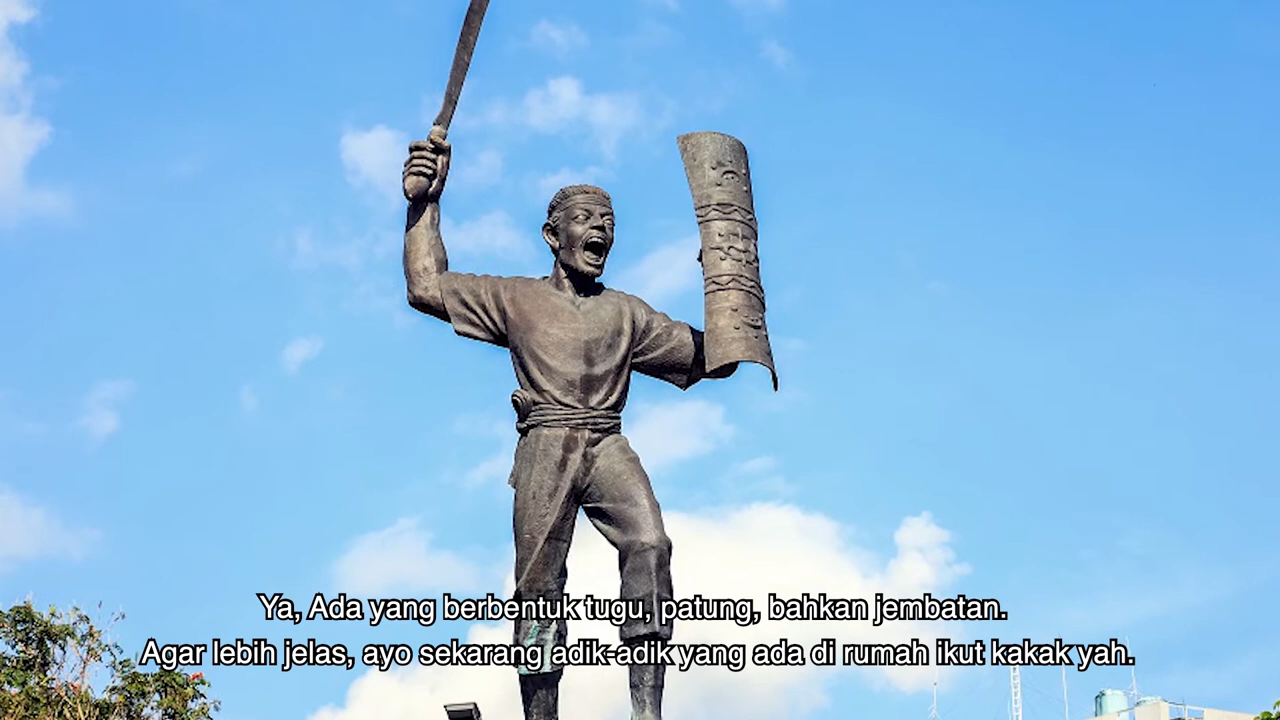 Ya, Ada yang berbentuk tugu, patung, bahkan jembatan.
Agar lebih jelas, ayo sekarang adik-adik yang ada di rumah ikut kakak yah.